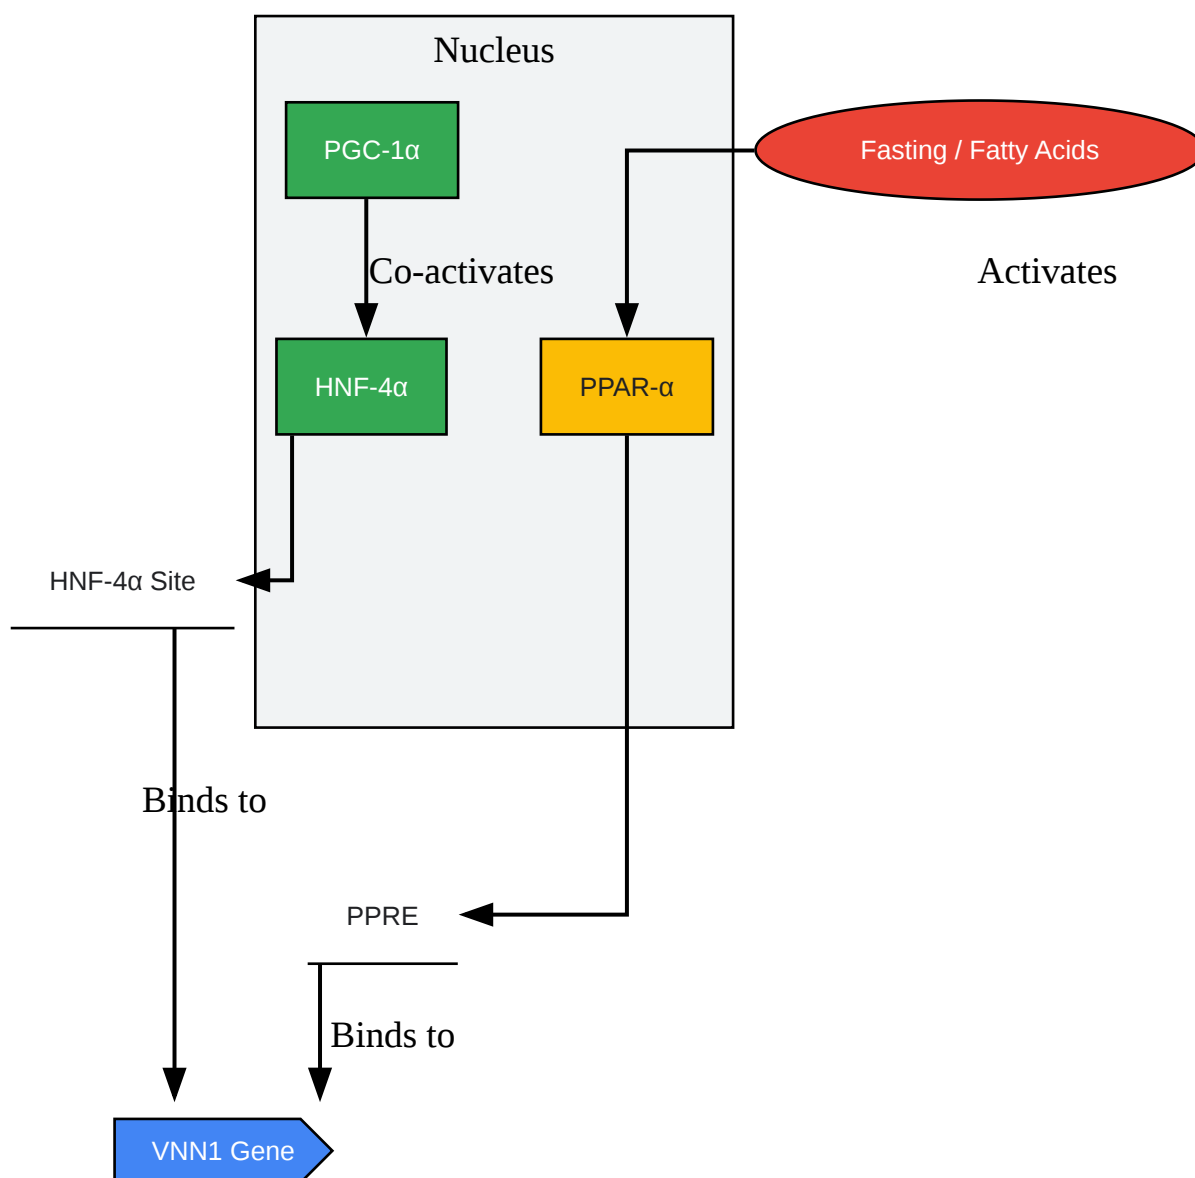 Nucleus
PGC-1α
Fasting / Fatty Acids
Co-activates
Activates
HNF-4α
PPAR-α
HNF-4α Site
Binds to
PPRE
Binds to
VNN1 Gene